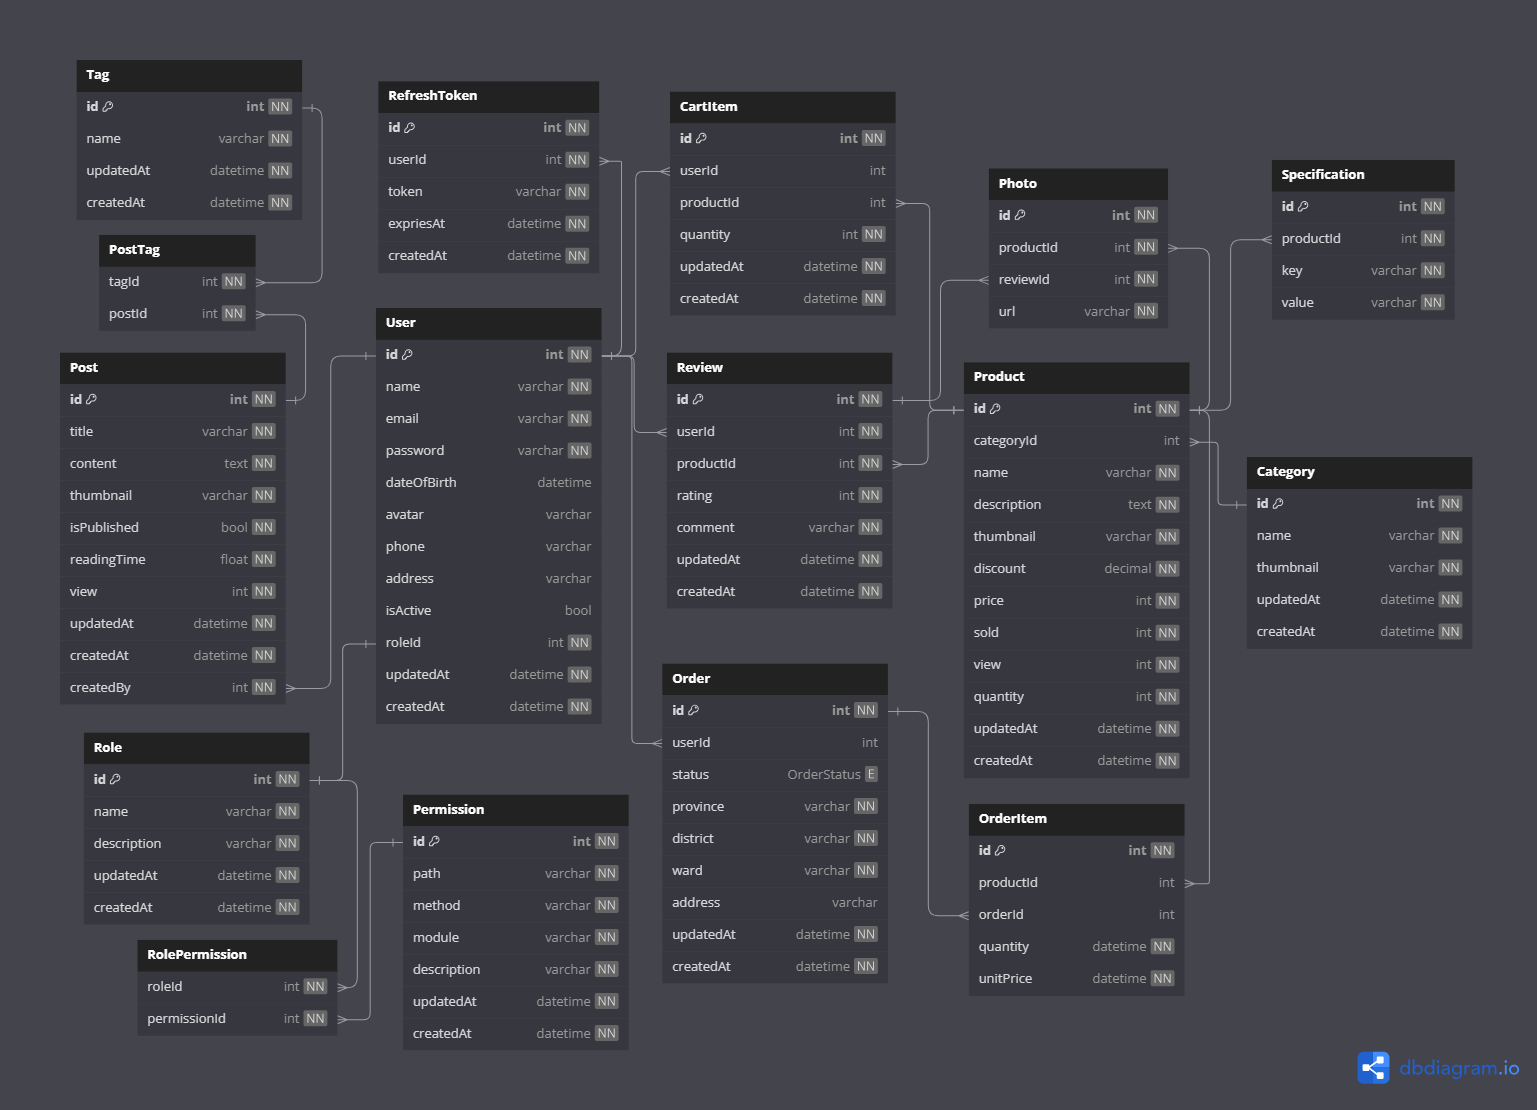 Tag
id int NN
name varchar NN
updatedAt datetime NN
createdAt datetime NN
PostTag
tagId int NN
postId int NN
Post
id int NN
title varchar NN
content text NN
thumbnail varchar NN
isPublished bool NN
readingTime float NN
view int NN
updatedAt datetime NN
createdAt datetime NN
createdBy int NN
Role
id int NN
name varchar NN
description varchar NN
updatedAt datetime NN
createdAt datetime NN
RolePermission
roleId int NN
permissionId int NN
RefreshToken
id int NN
userId int NN
token varchar NN
expriesAt datetime NN
createdAt datetime NN
User
id int NN
name varchar NN
email varchar NN
password varchar NN
dateOfBirth datetime
avatar varchar
phone varchar
address varchar
isActive bool
roleId int NN
updatedAt datetime NN
createdAt datetime NN
Permission
id int NN
path varchar NN
method varchar NN
module varchar NN
description varchar NN
updatedAt datetime NN
createdAt datetime NN
CartItem
id int NN
userId int
productId int
quantity int NN
updatedAt datetime NN
createdAt datetime NN
Review
id int NN
userId int NN
productId int NN
rating int NN
comment varchar NN
updatedAt datetime NN
createdAt datetime NN
Order
id int NN
userId int
status OrderStatus E
province varchar NN
district varchar NN
ward varchar NN
address varchar
updatedAt datetime NN
createdAt datetime NN
Photo
id int NN
productId int NN
reviewId int NN
url varchar NN
Product
id int NN
categoryId int
name varchar NN
description text NN
thumbnail varchar NN
discount decimal NN
price int NN
sold int NN
view int NN
quantity int NN
updatedAt datetime NN
createdAt datetime NN
OrderItem
id int NN
productId int
orderId int
quantity datetime NN
unitPrice datetime NN
Specification
id int NN
productId int NN
key varchar NN
value varchar NN
Category
id int NN
name varchar NN
thumbnail varchar NN
updatedAt datetime NN
createdAt datetime NN
dbdiagram.io